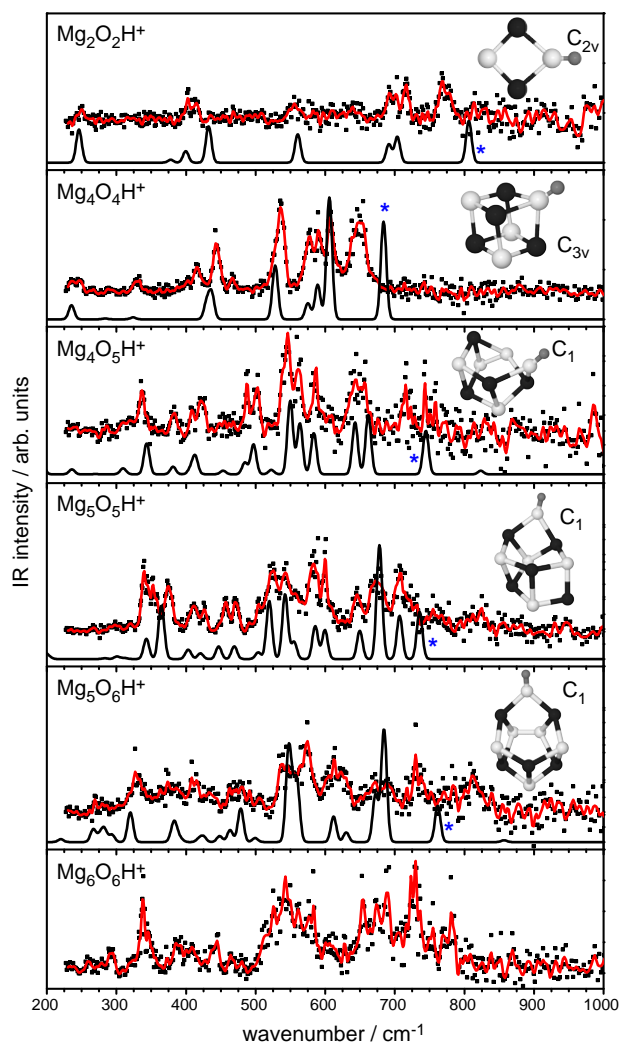 Mg₂O₂H⁺
C₂ᵥ
*
Mg₄O₄H⁺
*
C₃ᵥ
Mg₄O₅H⁺
C₁
*
Mg₅O₅H⁺
C₁
*
Mg₅O₆H⁺
C₁
*
Mg₆O₆H⁺
IR intensity / arb. units
200 300 400 500 600 700 800 900 1000
wavenumber / cm⁻¹